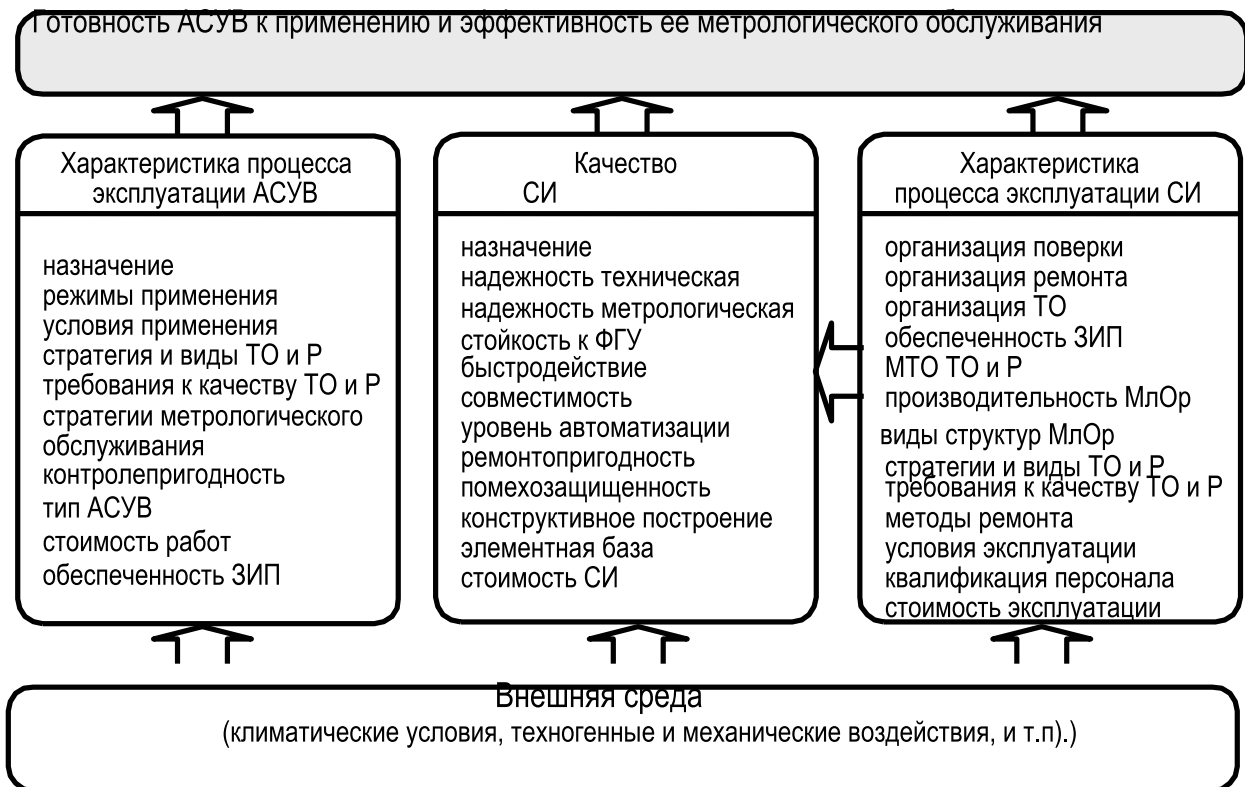 Готовность АСУВ к применению и эффективность ее метрологического обслуживания
Характеристика процесса
эксплуатации АСУВ
назначение
режимы применения
условия применения
стратегия и виды ТО и Р
требования к качеству ТО и Р
стратегии метрологического
обслуживания
контролепригодность
тип АСУВ
стоимость работ
обеспеченность ЗИП
Качество
СИ
назначение
надежность техническая
надежность метрологическая
стойкость к ФГУ
быстродействие
совместимость
уровень автоматизации
ремонтопригодность
помехозащищенность
конструктивное построение
элементная база
стоимость СИ
Характеристика
процесса эксплуатации СИ
организация поверки
организация ремонта
организация ТО
обеспеченность ЗИП
МТО ТО и Р
производительность МлОр
виды структур МлОр
стратегии и виды ТО и Р
требования к качеству ТО и Р
методы ремонта
условия эксплуатации
квалификация персонала
стоимость эксплуатации
Внешняя среда
(климатические условия, техногенные и механические воздействия, и т.п).)